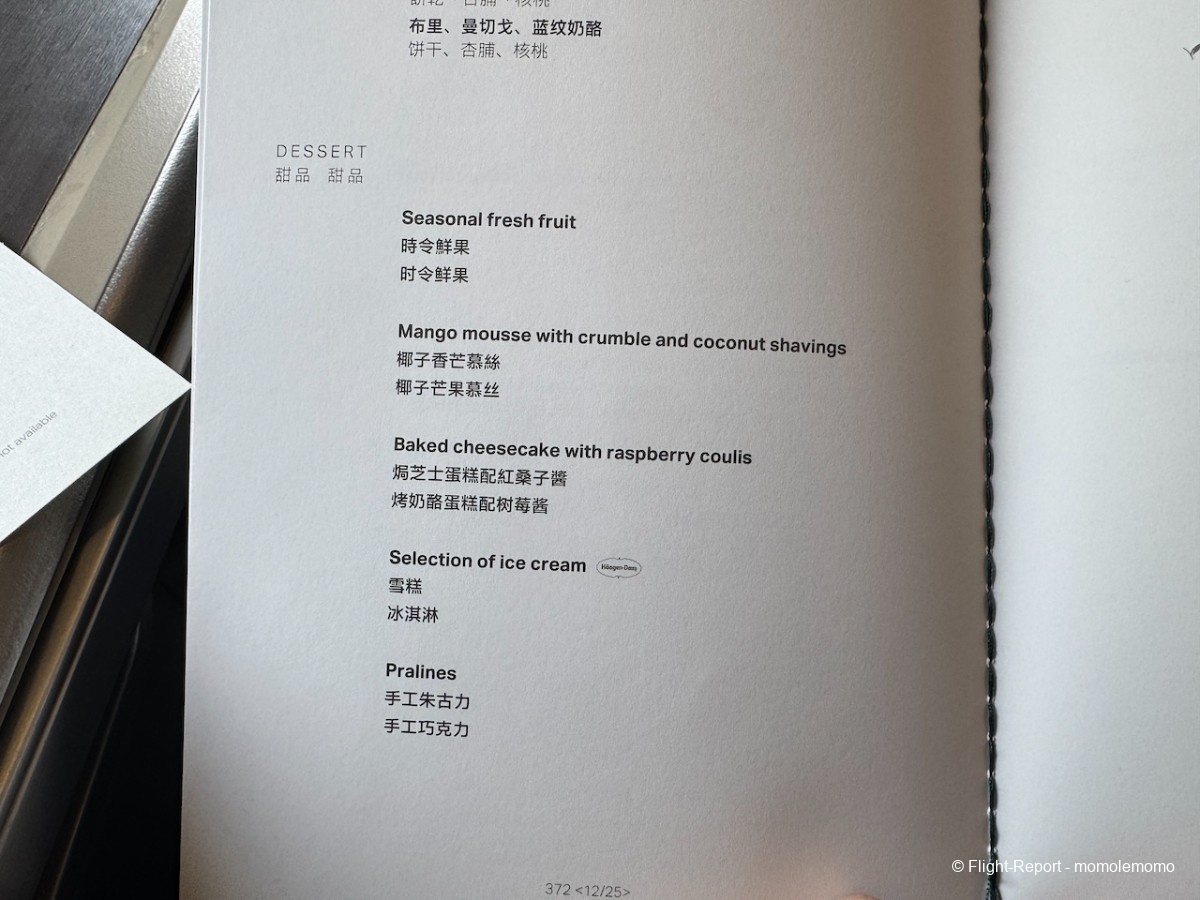 布里、曼切戈、蓝纹奶酪
饼干、杏脯、核桃
DESSERT
甜品 甜品
Seasonal fresh fruit
時令鮮果
时令鲜果
Mango mousse with crumble and coconut shavings
椰子香芒慕絲
椰子芒果慕丝
Baked cheesecake with raspberry coulis
焗芝士蛋糕配紅桑子醬
烤奶酪蛋糕配树莓酱
Selection of ice cream Häagen-Dazs
雪糕
冰淇淋
Pralines
手工朱古力
手工巧克力
372 <12/25>
not available
© Flight-Report - momolemomo